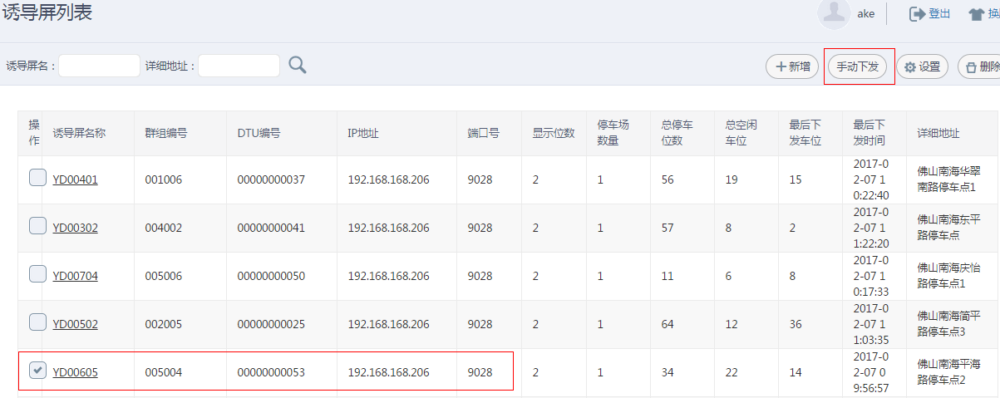 诱导屏列表
ake
登出
换
诱导屏名：
详细地址：
新增
手动下发
设置
删除
操作 诱导屏名称 群组编号 DTU编号 IP地址 端口号 显示位数 停车场数量 总停车位数 总空闲车位 最后下发车位 最后下发时间 详细地址
YD00401 001006 00000000037 192.168.168.206 9028 2 1 56 19 15 2017-02-07 10:22:40 佛山南海华翠南路停车点1
YD00302 004002 00000000041 192.168.168.206 9028 2 1 57 8 2 2017-02-07 11:22:20 佛山南海东平路停车点
YD00704 005006 00000000050 192.168.168.206 9028 2 1 11 6 8 2017-02-07 10:17:33 佛山南海庆怡路停车点1
YD00502 002005 00000000025 192.168.168.206 9028 2 1 64 12 36 2017-02-07 11:03:35 佛山南海简平路停车点3
YD00605 005004 00000000053 192.168.168.206 9028 2 1 34 22 14 2017-02-07 09:56:57 佛山南海平海路停车点2